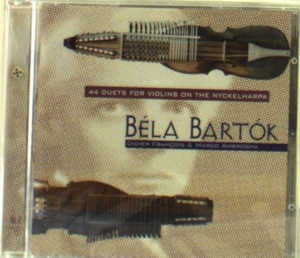 44 DUETS FOR VIOLINS ON THE NYCKELHARPA
BÉLA BARTÓK
DIDIER FRANÇOIS & MARCO AMBROSINI